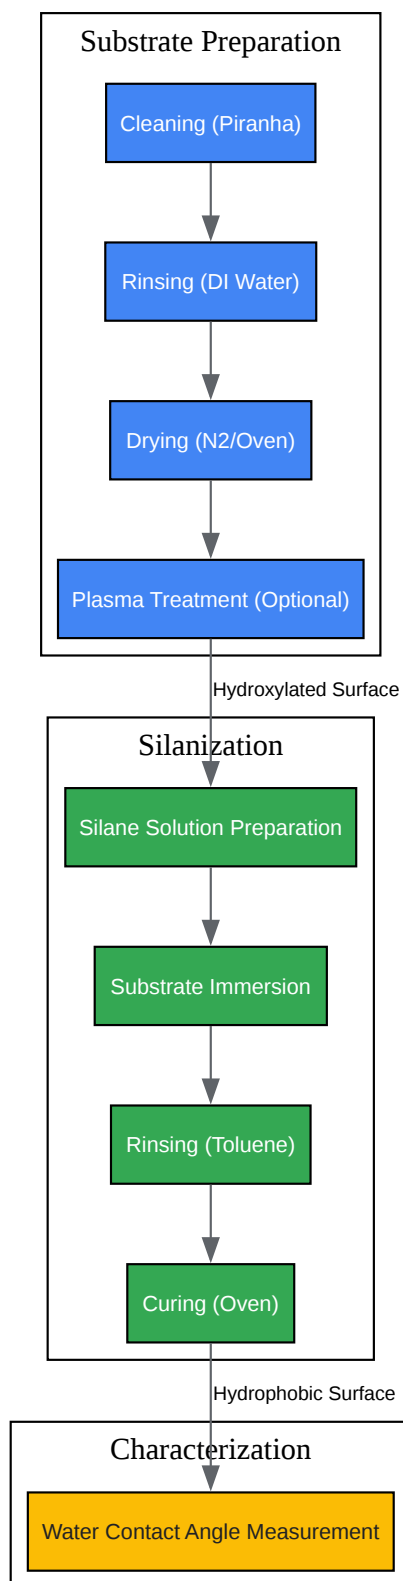 Substrate Preparation
Cleaning (Piranha)
Rinsing (DI Water)
Drying (N2/Oven)
Plasma Treatment (Optional)
Hydroxylated Surface
Silanization
Silane Solution Preparation
Substrate Immersion
Rinsing (Toluene)
Curing (Oven)
Hydrophobic Surface
Characterization
Water Contact Angle Measurement